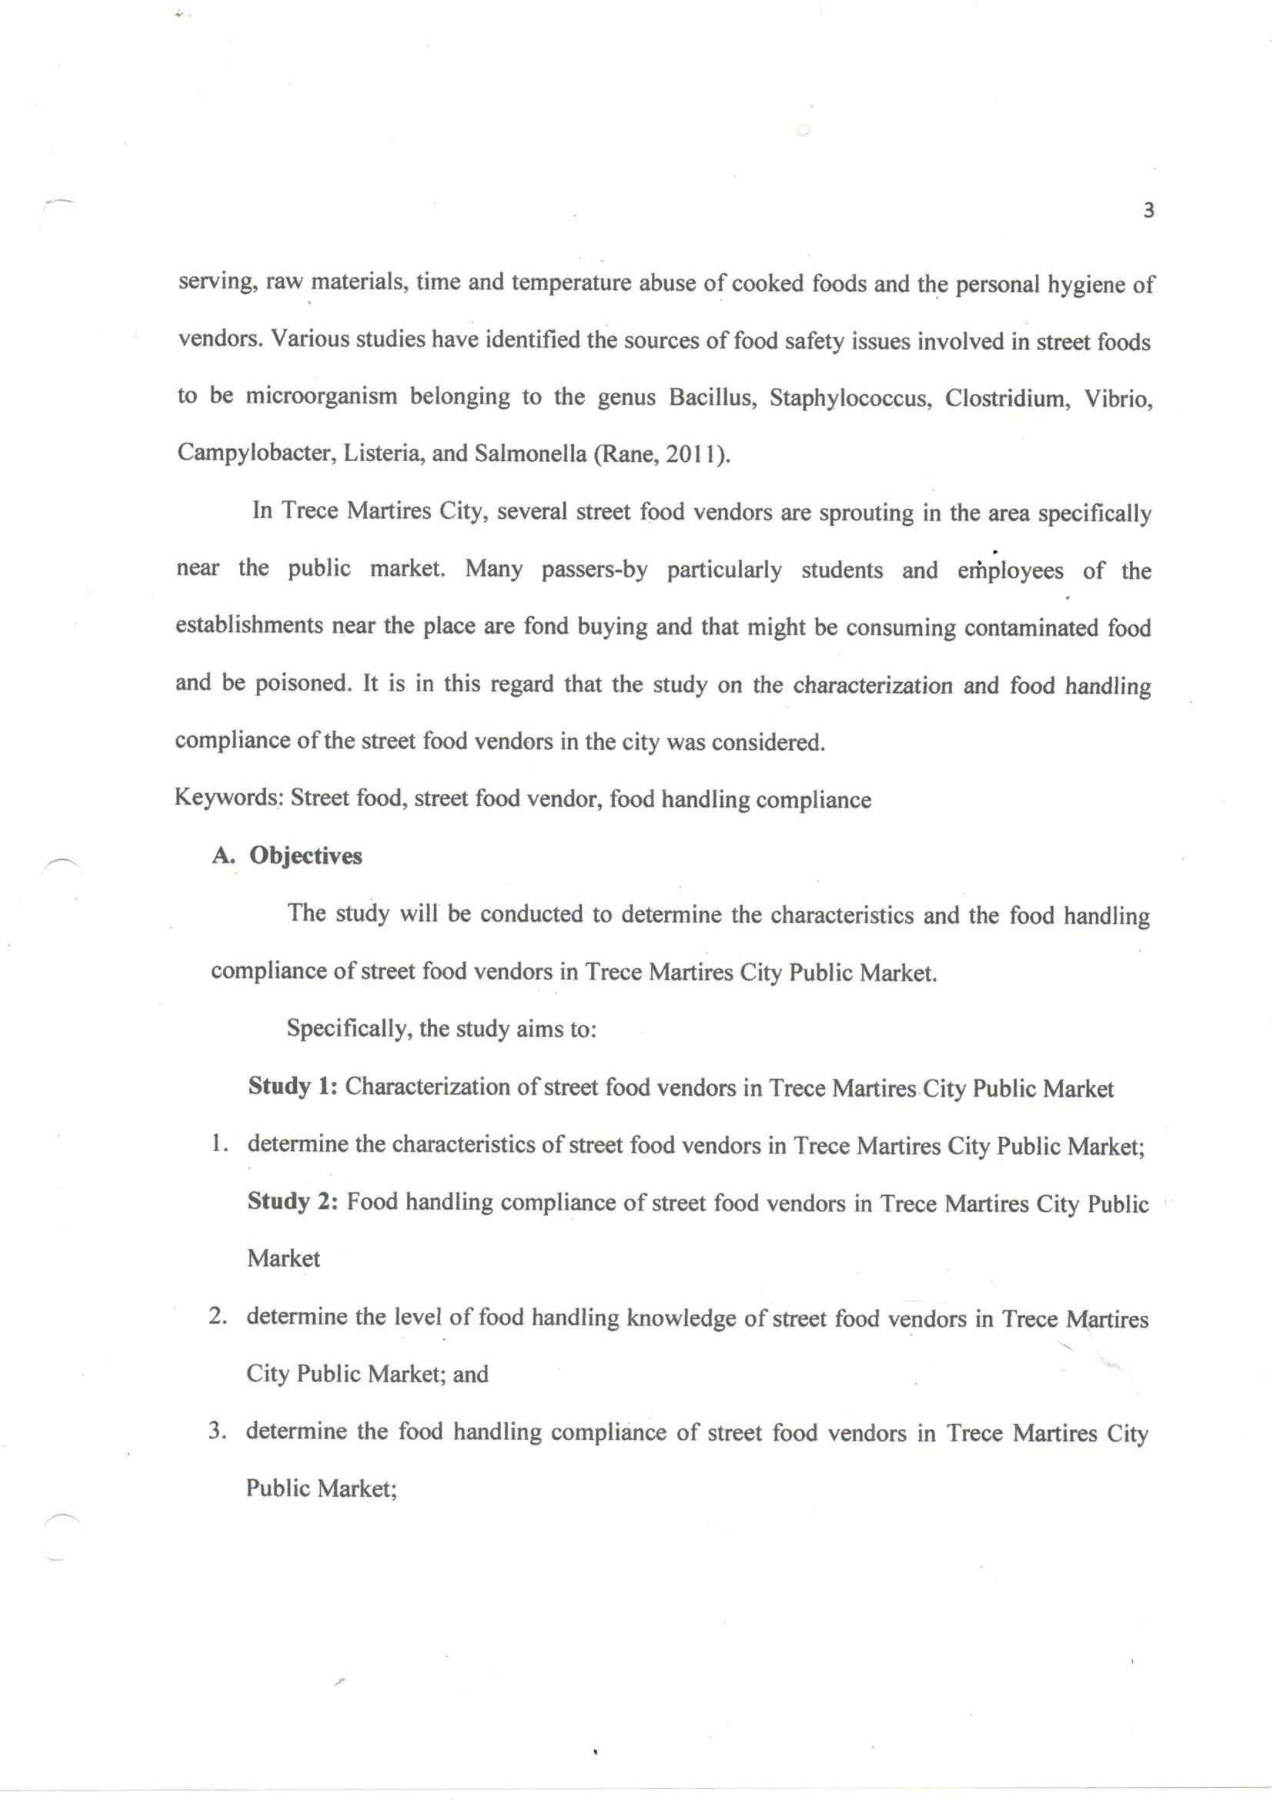 3
serving, raw materials, time and temperature abuse of cooked foods and the personal hygiene of
vendors. Various studies have identified the sources of food safety issues involved in street foods
to be microorganism belonging to the genus Bacillus, Staphylococcus, Clostridium, Vibrio,
Campylobacter, Listeria, and Salmonella (Rane, 2011).
In Trece Martires City, several street food vendors are sprouting in the area specifically
near the public market. Many passers-by particularly students and employees of the
establishments near the place are fond buying and that might be consuming contaminated food
and be poisoned. It is in this regard that the study on the characterization and food handling
compliance of the street food vendors in the city was considered.
Keywords: Street food, street food vendor, food handling compliance
A. Objectives
The study will be conducted to determine the characteristics and the food handling
compliance of street food vendors in Trece Martires City Public Market.
Specifically, the study aims to:
Study 1: Characterization of street food vendors in Trece Martires City Public Market
1. determine the characteristics of street food vendors in Trece Martires City Public Market;
Study 2: Food handling compliance of street food vendors in Trece Martires City Public
Market
2. determine the level of food handling knowledge of street food vendors in Trece Martires
City Public Market; and
3. determine the food handling compliance of street food vendors in Trece Martires City
Public Market;